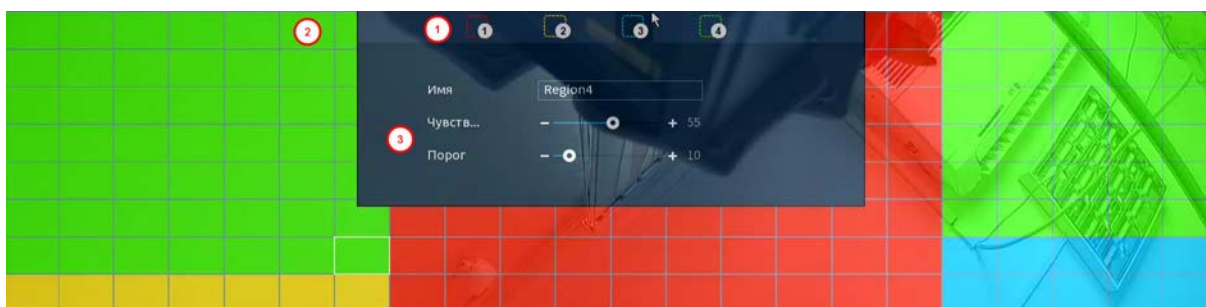 2 1 1 2 3 4
Имя Region4
Чувств... - + 55
3
Порог - + 10